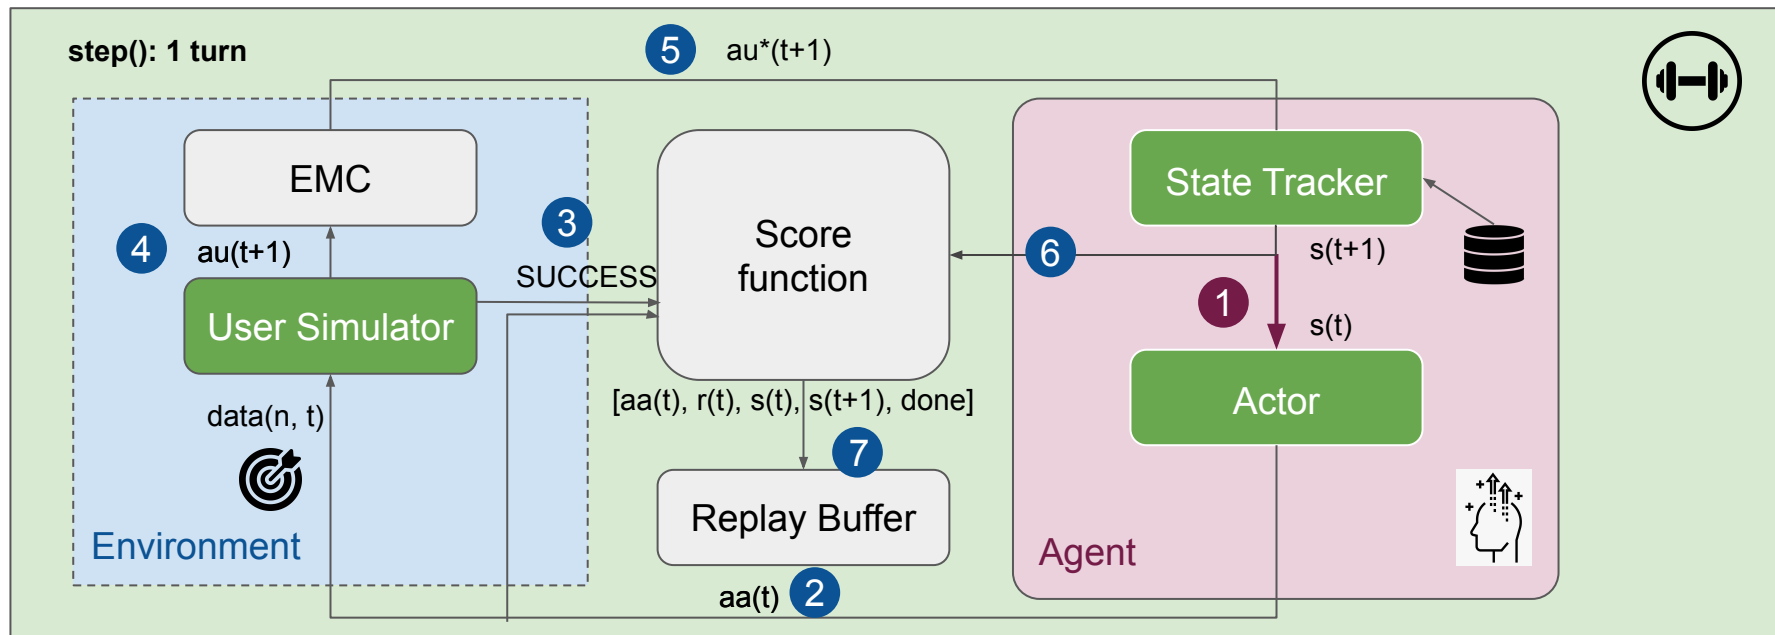 step(): 1 turn
5
au*(t+1)
EMC
State Tracker
4
au(t+1)
3
Score
function
6
s(t+1)
SUCCESS
User Simulator
1
s(t)
data(n, t)
[aa(t), r(t), s(t), s(t+1), done]
Actor
7
Replay Buffer
Environment
Agent
aa(t)
2